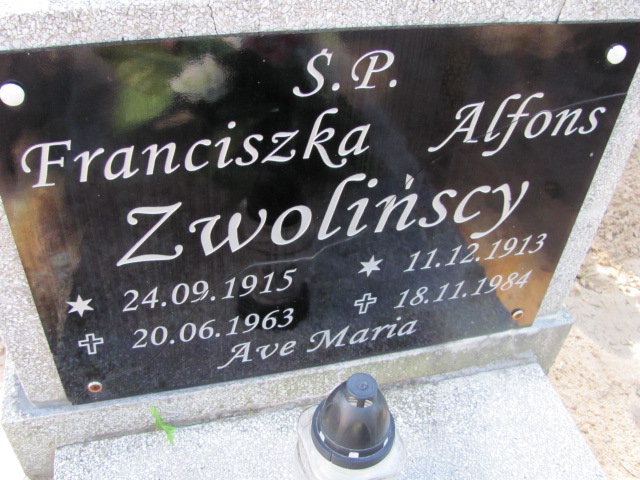 Ś.P.
Franciszka Alfons
Zwolińscy
24.09.1915 11.12.1913
20.06.1963 18.11.1984
Ave Maria